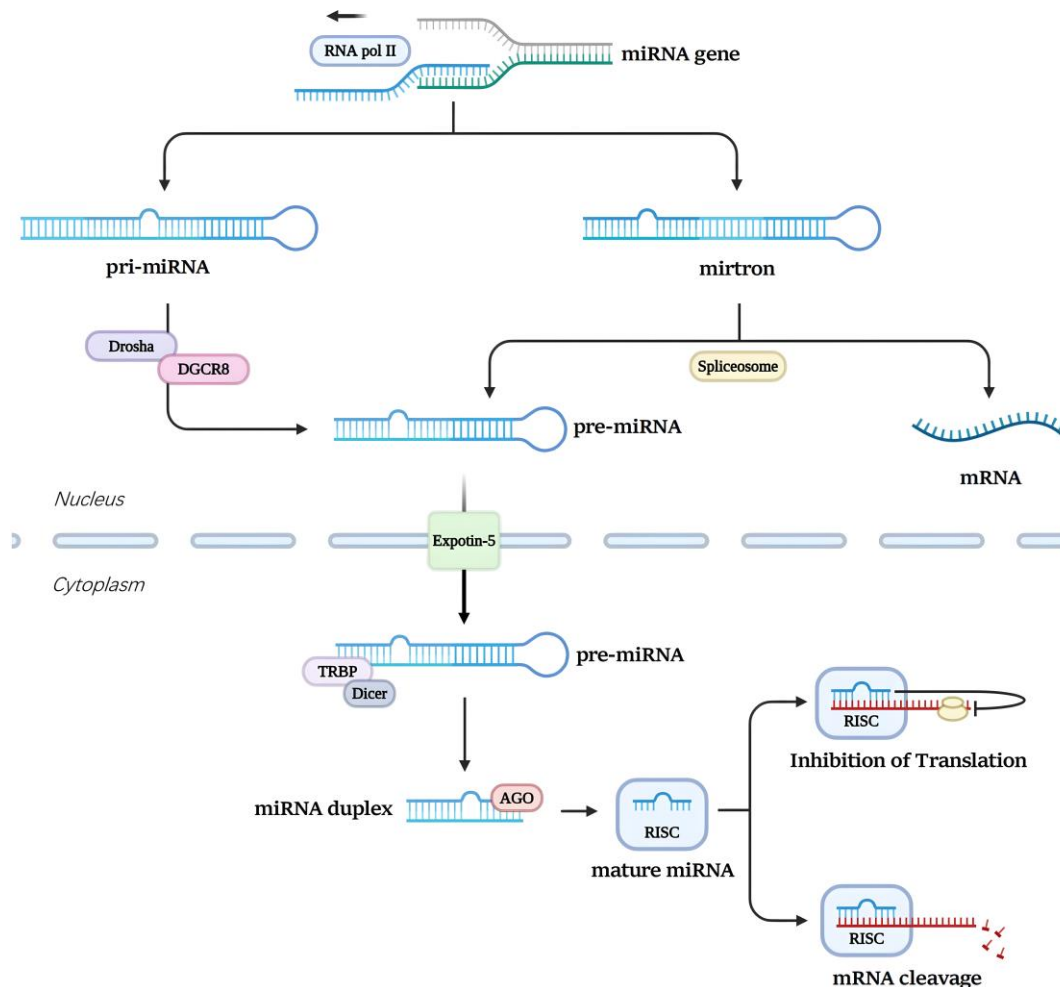 RNA pol II
miRNA gene
pri-miRNA
mirtron
Drosha
DGCR8
Spliceosome
pre-miRNA
mRNA
Nucleus
Expotin-5
Cytoplasm
pre-miRNA
TRBP
Dicer
RISC
Inhibition of Translation
miRNA duplex
AGO
RISC
mature miRNA
RISC
mRNA cleavage